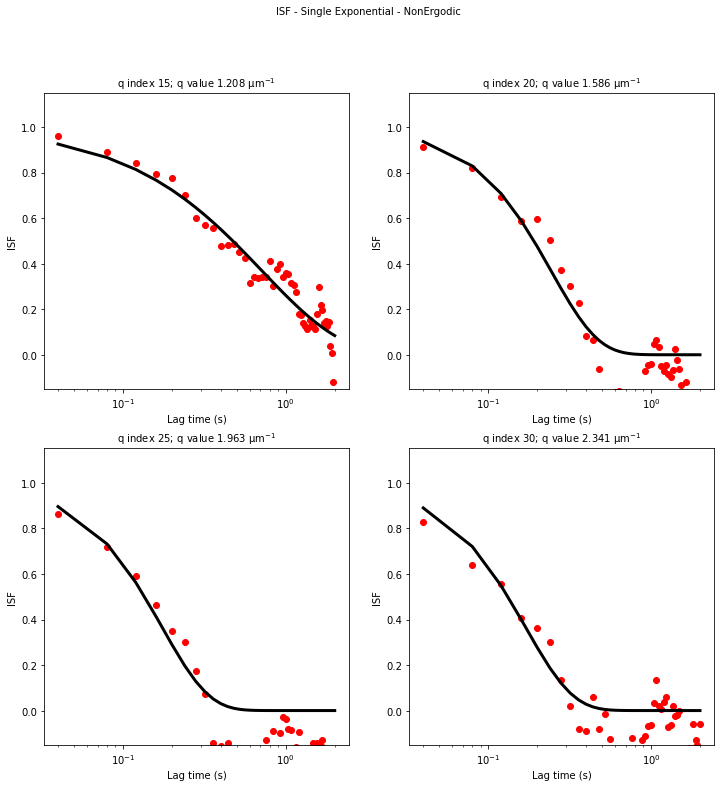 ISF - Single Exponential - NonErgodic
q index 15; q value 1.208 μm⁻¹
q index 20; q value 1.586 μm⁻¹
1.0
0.8
0.6
0.4
0.2
0.0
ISF
10⁻¹
10⁰
Lag time (s)
1.0
0.8
0.6
0.4
0.2
0.0
ISF
10⁻¹
10⁰
Lag time (s)
q index 25; q value 1.963 μm⁻¹
q index 30; q value 2.341 μm⁻¹
1.0
0.8
0.6
0.4
0.2
0.0
ISF
10⁻¹
10⁰
Lag time (s)
1.0
0.8
0.6
0.4
0.2
0.0
ISF
10⁻¹
10⁰
Lag time (s)